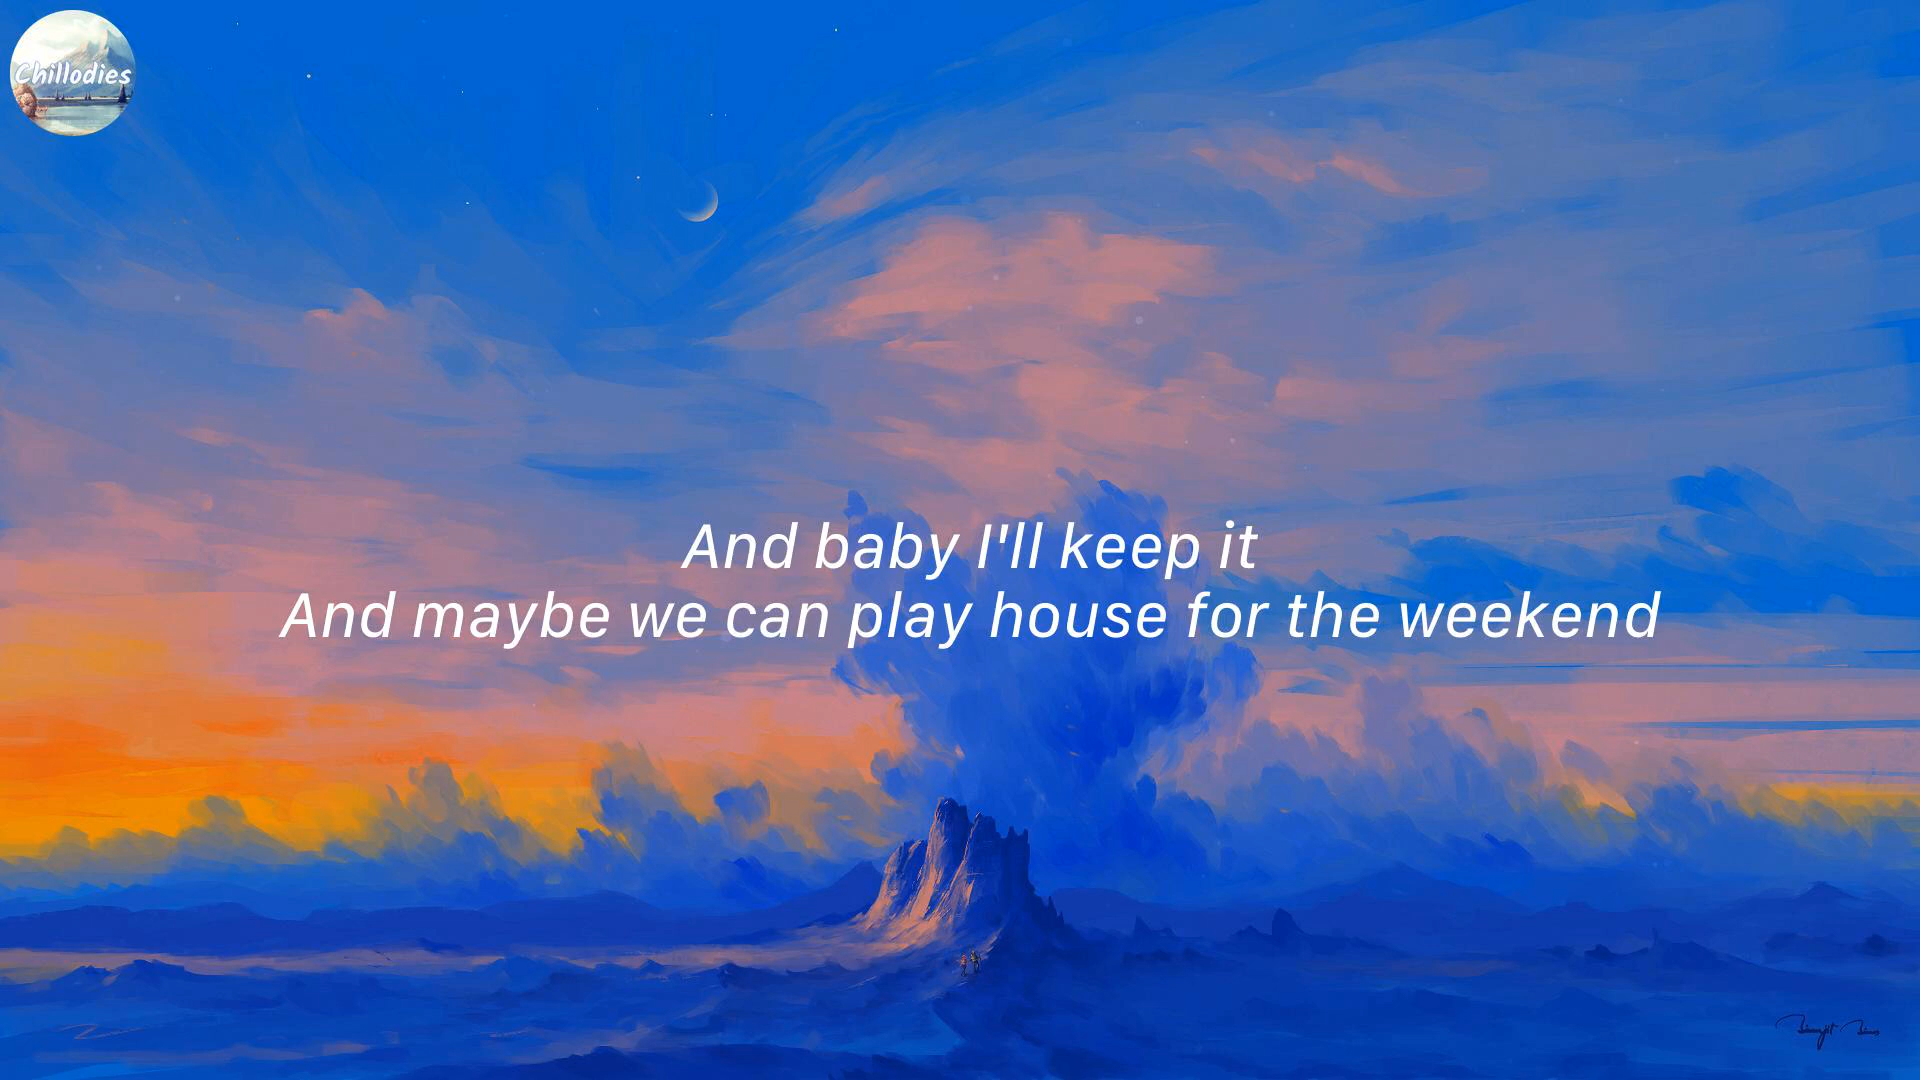 Chillodies
And baby I'll keep it
And maybe we can play house for the weekend